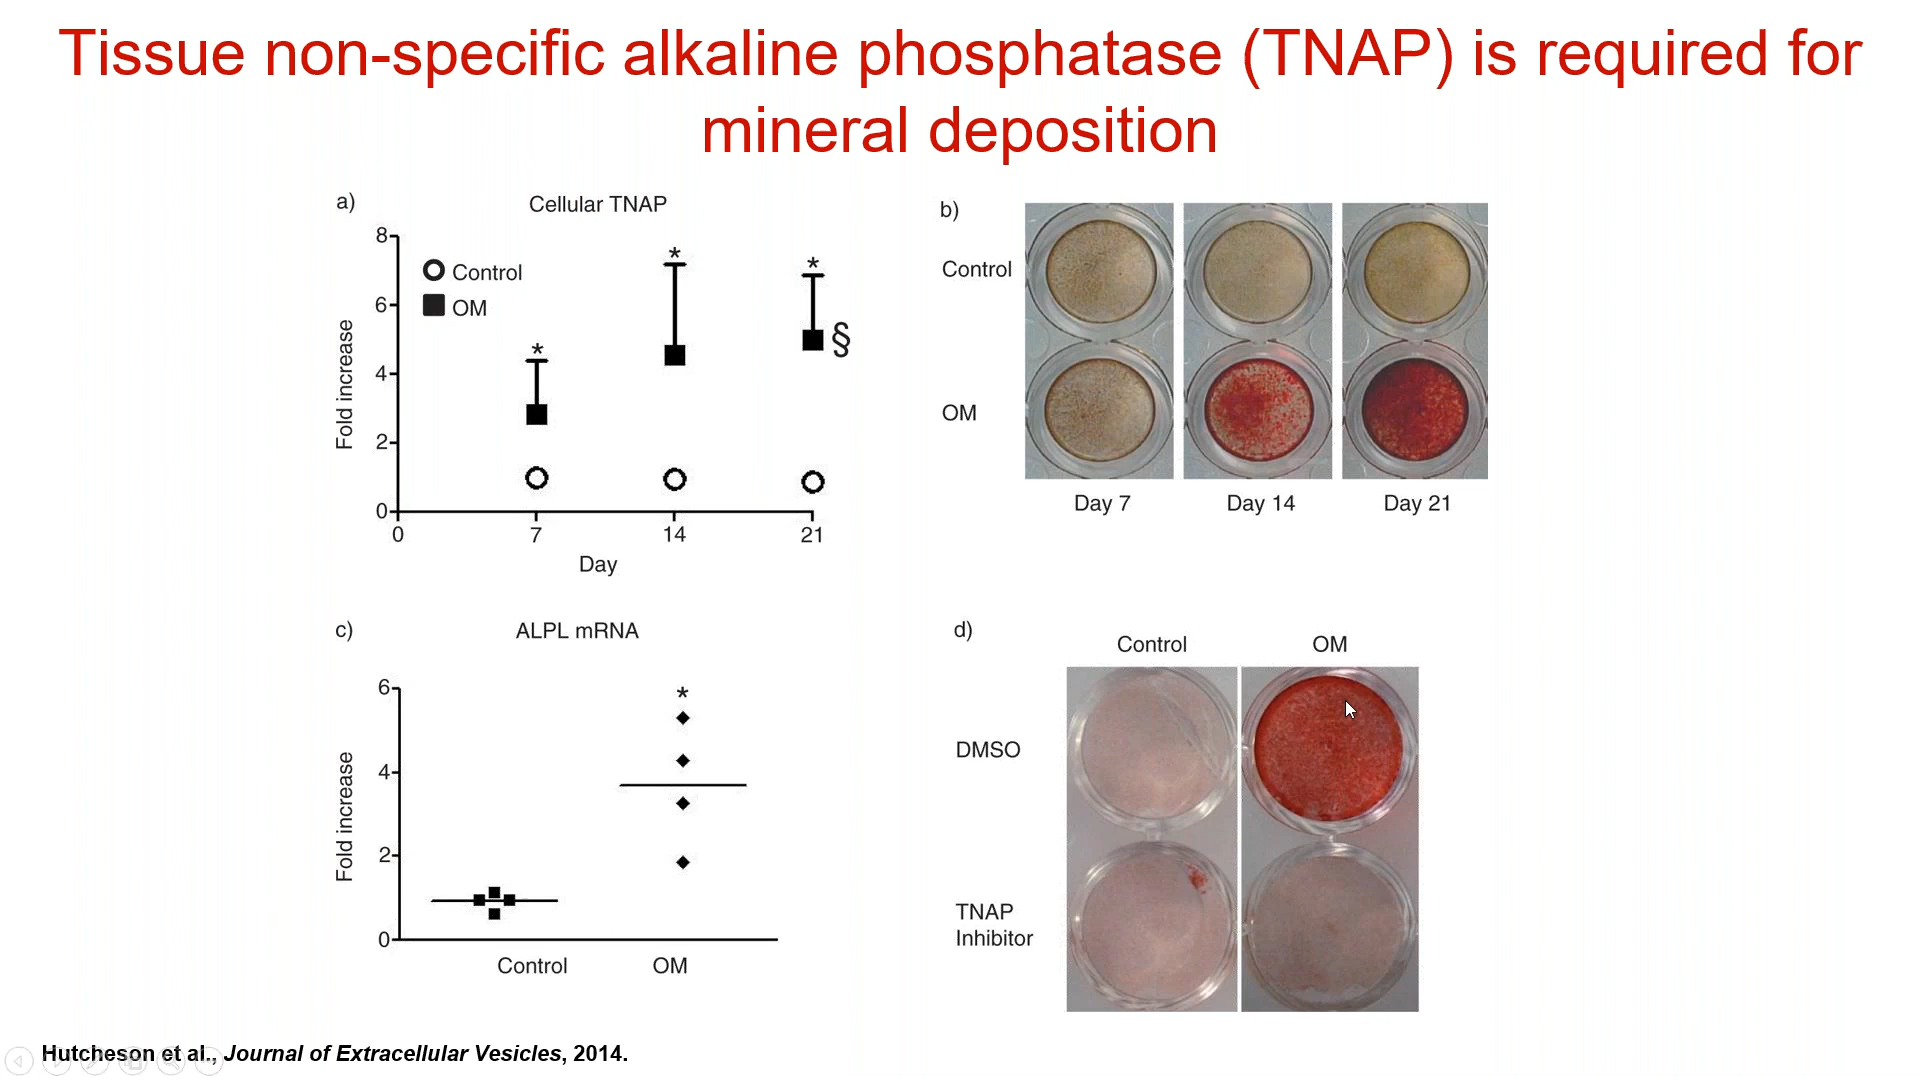 Tissue non-specific alkaline phosphatase (TNAP) is required for
mineral deposition
a)
Cellular TNAP
8
6
4
2
0
Fold increase
Control
OM
*
*
*
§
0
7
14
21
Day
b)
Control
OM
Day 7
Day 14
Day 21
c)
ALPL mRNA
6
4
2
0
Fold increase
*
Control
OM
d)
Control
OM
DMSO
TNAP
Inhibitor
Hutcheson et al., Journal of Extracellular Vesicles, 2014.